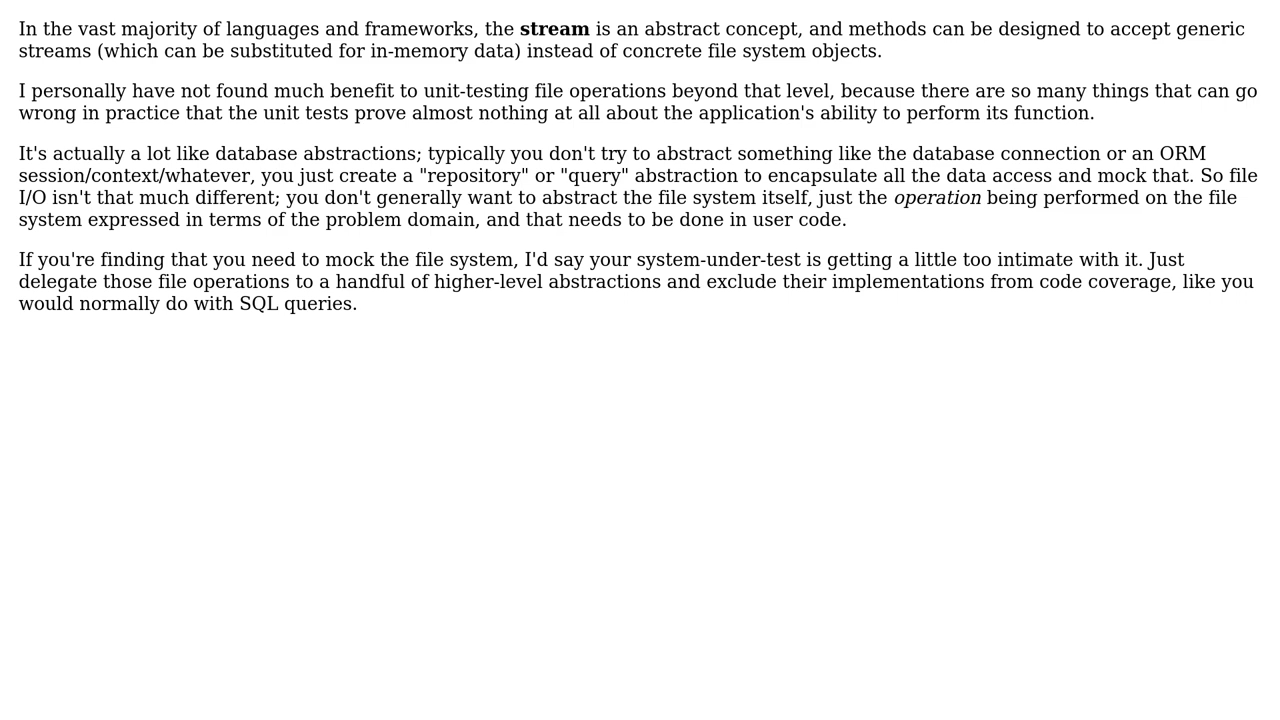 In the vast majority of languages and frameworks, the stream is an abstract concept, and methods can be designed to accept generic
streams (which can be substituted for in-memory data) instead of concrete file system objects.
I personally have not found much benefit to unit-testing file operations beyond that level, because there are so many things that can go
wrong in practice that the unit tests prove almost nothing at all about the application's ability to perform its function.
It's actually a lot like database abstractions; typically you don't try to abstract something like the database connection or an ORM
session/context/whatever, you just create a "repository" or "query" abstraction to encapsulate all the data access and mock that. So file
I/O isn't that much different; you don't generally want to abstract the file system itself, just the operation being performed on the file
system expressed in terms of the problem domain, and that needs to be done in user code.
If you're finding that you need to mock the file system, I'd say your system-under-test is getting a little too intimate with it. Just
delegate those file operations to a handful of higher-level abstractions and exclude their implementations from code coverage, like you
would normally do with SQL queries.